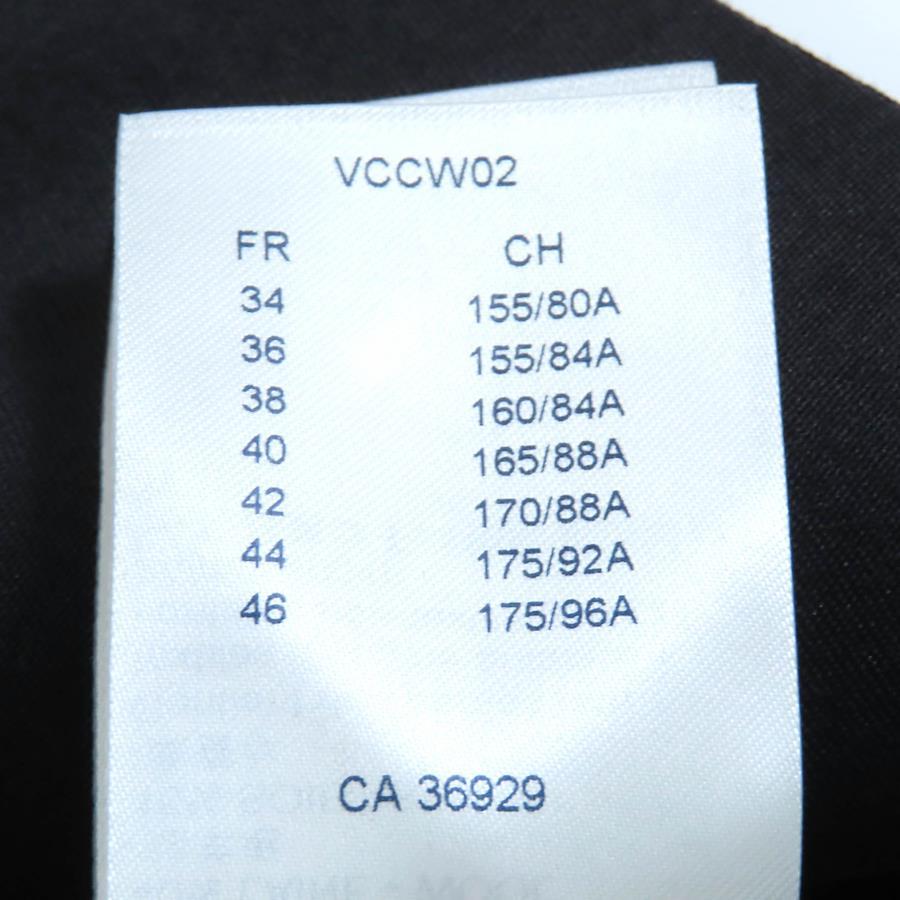 VCCW02
FR CH
34 155/80A
36 155/84A
38 160/84A
40 165/88A
42 170/88A
44 175/92A
46 175/96A
CA 36929